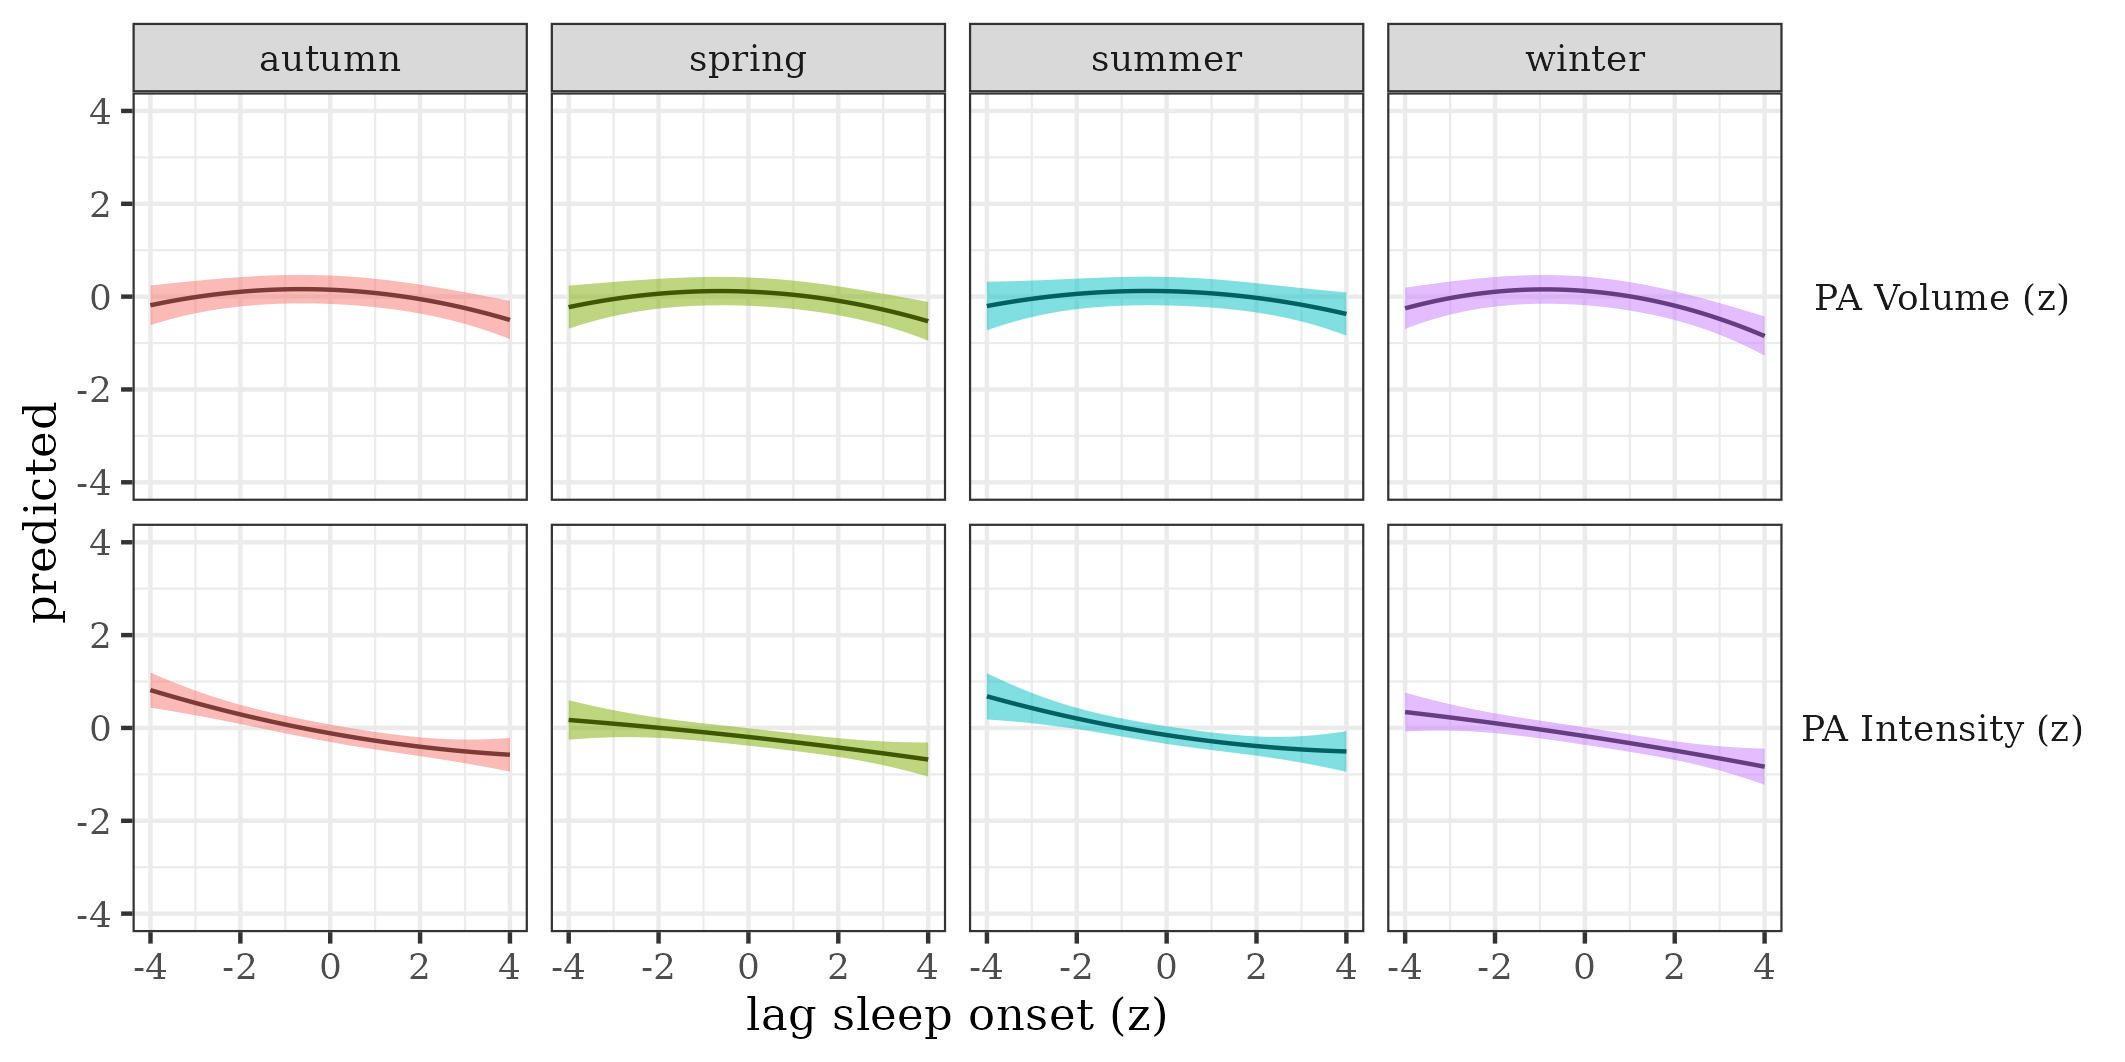 autumn spring summer winter
4
2
0
-2
-4
PA Volume (z)
predicted
4
2
0
-2
-4
PA Intensity (z)
-4 -2 0 2 4 -4 -2 0 2 4 -4 -2 0 2 4 -4 -2 0 2 4
lag sleep onset (z)